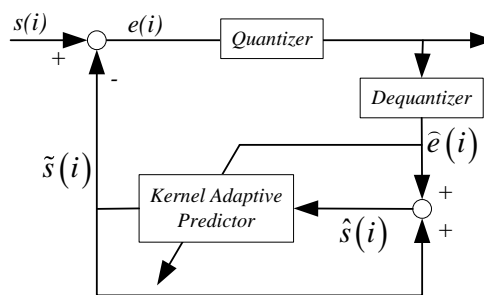 s(i)
e(i)
Quantizer
+
-
Dequantizer
s̃(i)
ê(i)
Kernel Adaptive
Predictor
ŝ(i)
+
+